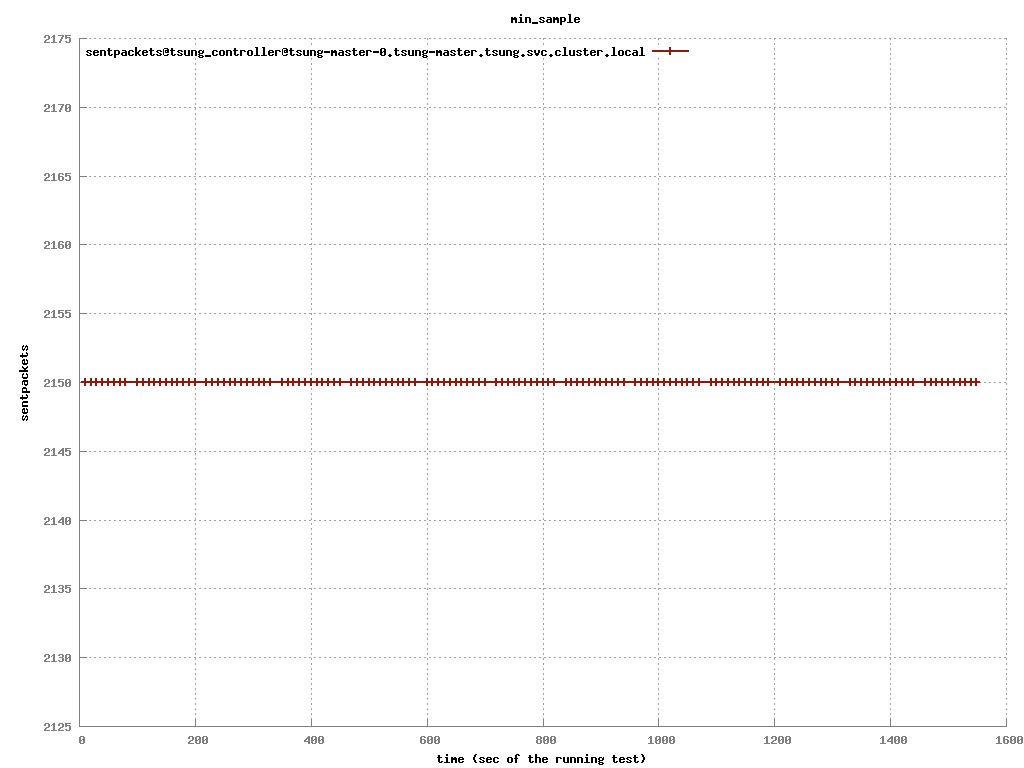 min_sample
sentpackets@tsung_controller@tsung-master-0.tsung-master.tsung.svc.cluster.local
2175
2170
2165
2160
2155
2150
2145
2140
2135
2130
2125
sentpackets
0 200 400 600 800 1000 1200 1400 1600
time (sec of the running test)